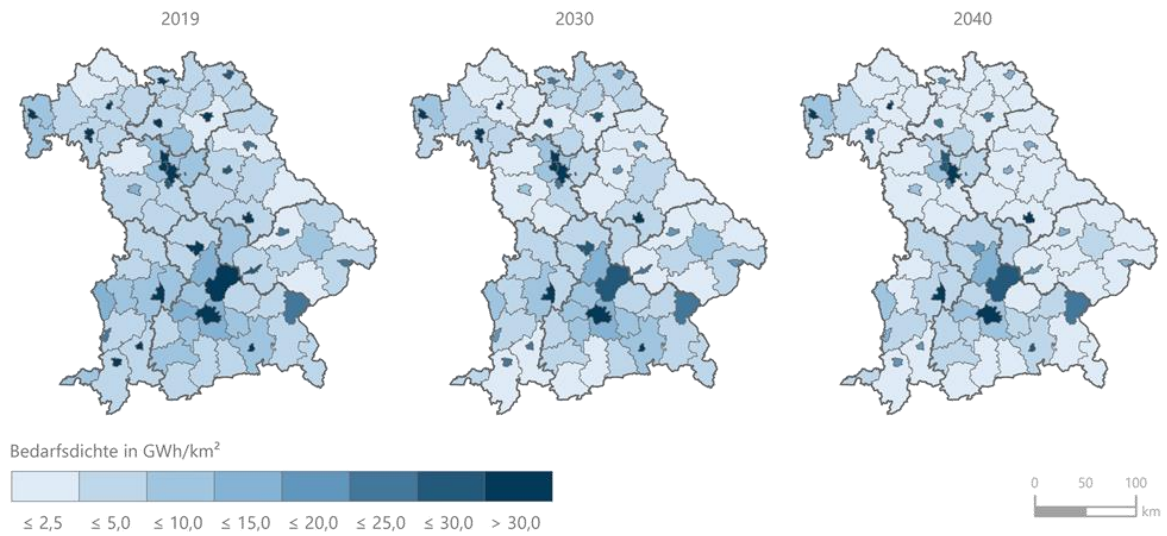 2019 2030 2040
Bedarfsdichte in GWh/km²
≤ 2,5 ≤ 5,0 ≤ 10,0 ≤ 15,0 ≤ 20,0 ≤ 25,0 ≤ 30,0 > 30,0
0 50 100
km